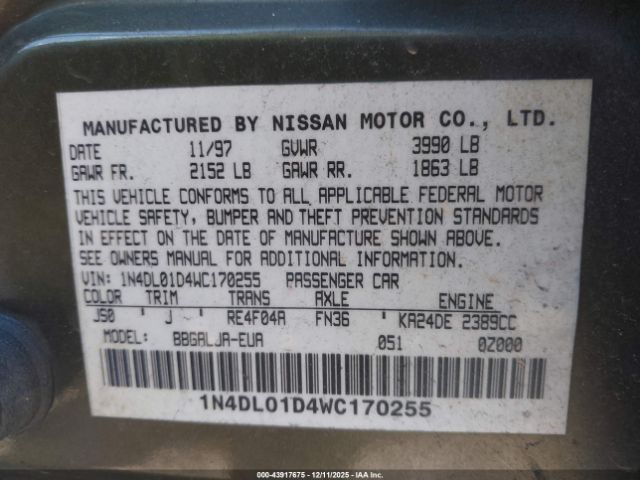 MANUFACTURED BY NISSAN MOTOR CO., LTD.
DATE 11/97 GVWR 3990 LB
GAWR FR. 2152 LB GAWR RR. 1863 LB
THIS VEHICLE CONFORMS TO ALL APPLICABLE FEDERAL MOTOR
VEHICLE SAFETY, BUMPER AND THEFT PREVENTION STANDARDS
IN EFFECT ON THE DATE OF MANUFACTURE SHOWN ABOVE.
SEE OWNERS MANUAL FOR ADDITIONAL INFORMATION.
VIN: 1N4DL01D4WC170255 PASSENGER CAR
COLOR TRIM TRANS AXLE ENGINE
JS0 J RE4F04A FN36 KA24DE 2389CC
MODEL: BBGALJA-EUA 051 0Z000
1N4DL01D4WC170255
000-43917675 - 12/11/2025 - IAAI.COM